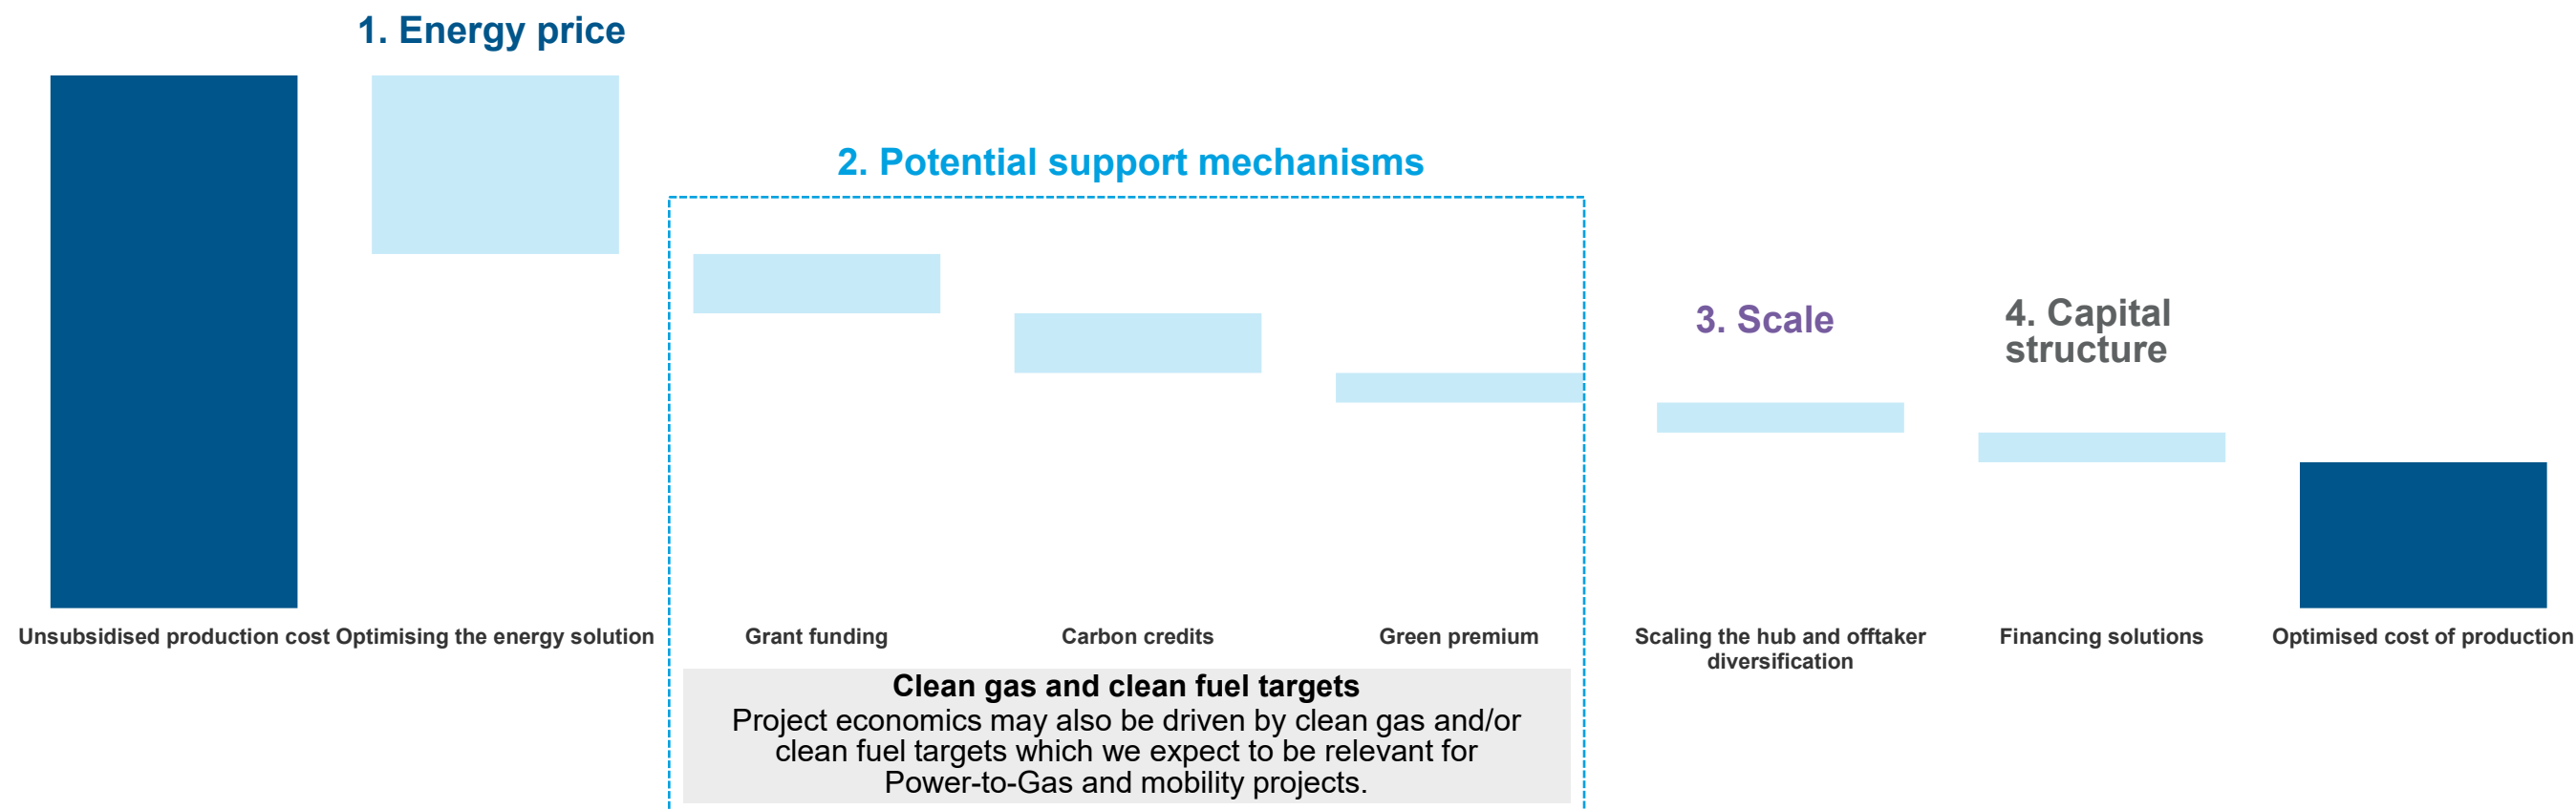 1. Energy price
2. Potential support mechanisms
3. Scale
4. Capital
structure
Unsubsidised production cost
Optimising the energy solution
Grant funding
Carbon credits
Green premium
Scaling the hub and offtaker
diversification
Financing solutions
Optimised cost of production
Clean gas and clean fuel targets
Project economics may also be driven by clean gas and/or
clean fuel targets which we expect to be relevant for
Power-to-Gas and mobility projects.